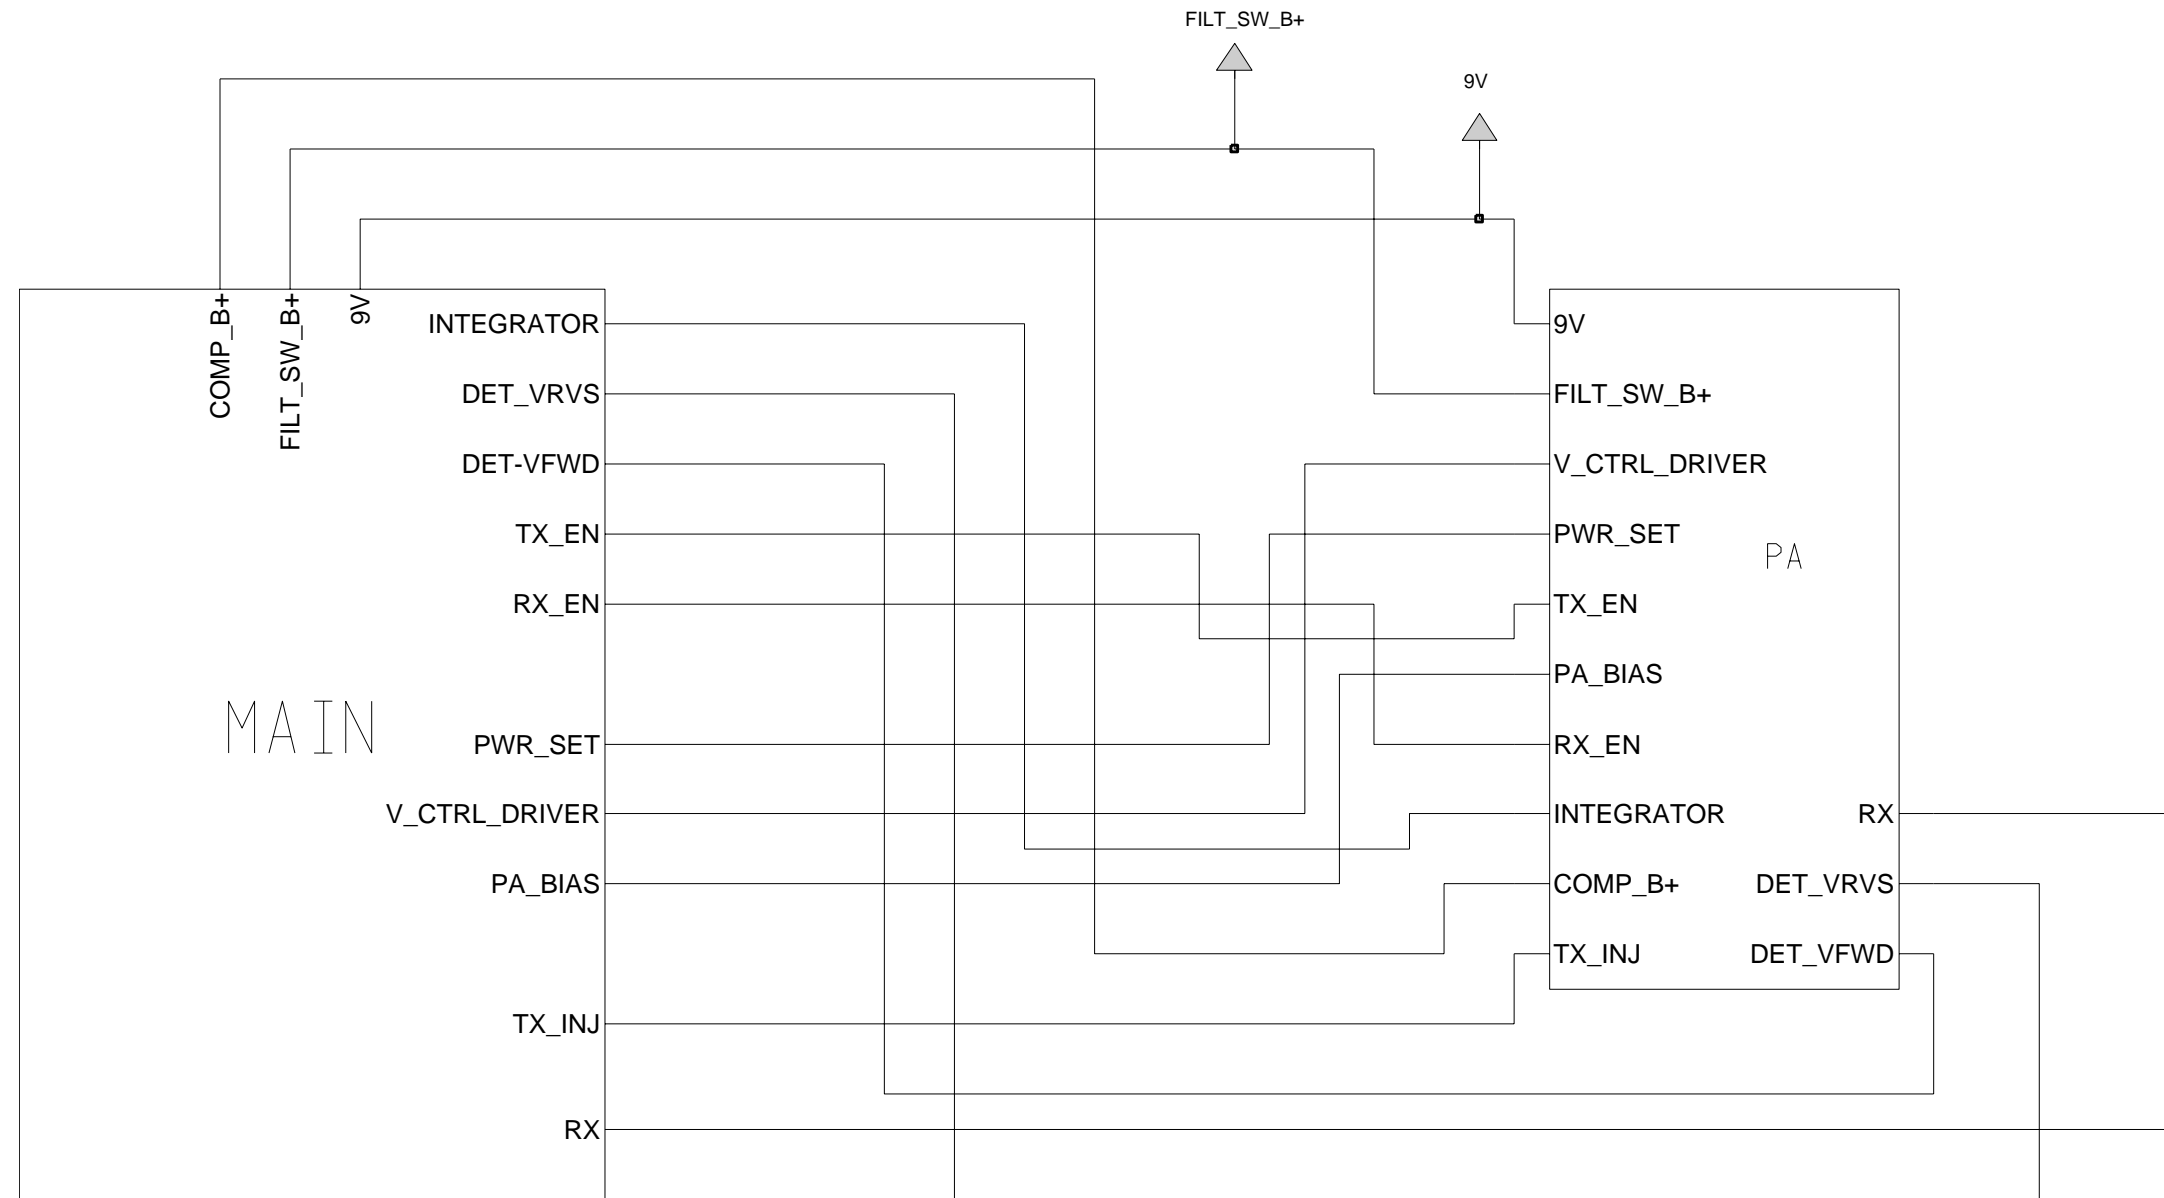 FILT_SW_B+
9V
COMP_B+
FILT_SW_B+
9V
INTEGRATOR
DET_VRVS
DET-VFWD
TX_EN
RX_EN
MAIN
PWR_SET
V_CTRL_DRIVER
PA_BIAS
TX_INJ
RX
9V
FILT_SW_B+
V_CTRL_DRIVER
PWR_SET
PA
TX_EN
PA_BIAS
RX_EN
INTEGRATOR
COMP_B+
TX_INJ
RX
DET_VRVS
DET_VFWD